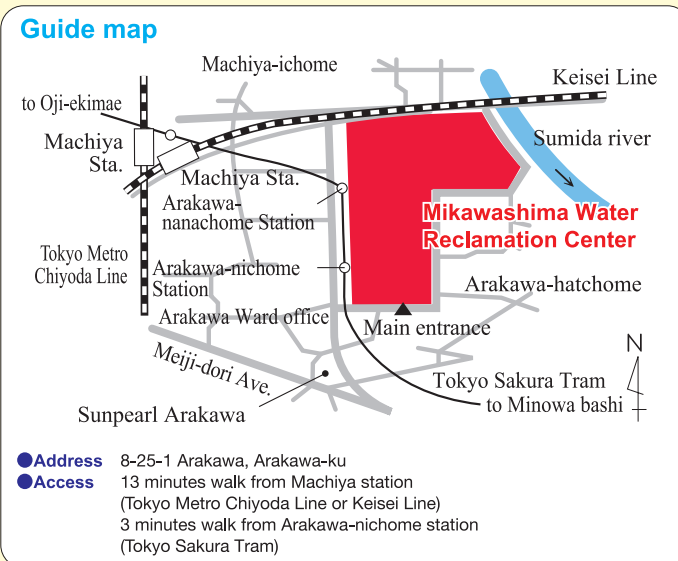 Guide map
Machiya-ichome
Keisei Line
to Oji-ekimae
Machiya
Sta.
Sumida river
Machiya Sta.
Arakawa-
nanachome Station
Mikawashima Water
Reclamation Center
Tokyo Metro
Chiyoda Line
Arakawa-nichome
Station
Arakawa-hatchome
Arakawa Ward office
Main entrance
N
Meiji-dori Ave.
Tokyo Sakura Tram
to Minowa bashi
Sunpearl Arakawa
●Address 8-25-1 Arakawa, Arakawa-ku
●Access 13 minutes walk from Machiya station
(Tokyo Metro Chiyoda Line or Keisei Line)
3 minutes walk from Arakawa-nichome station
(Tokyo Sakura Tram)